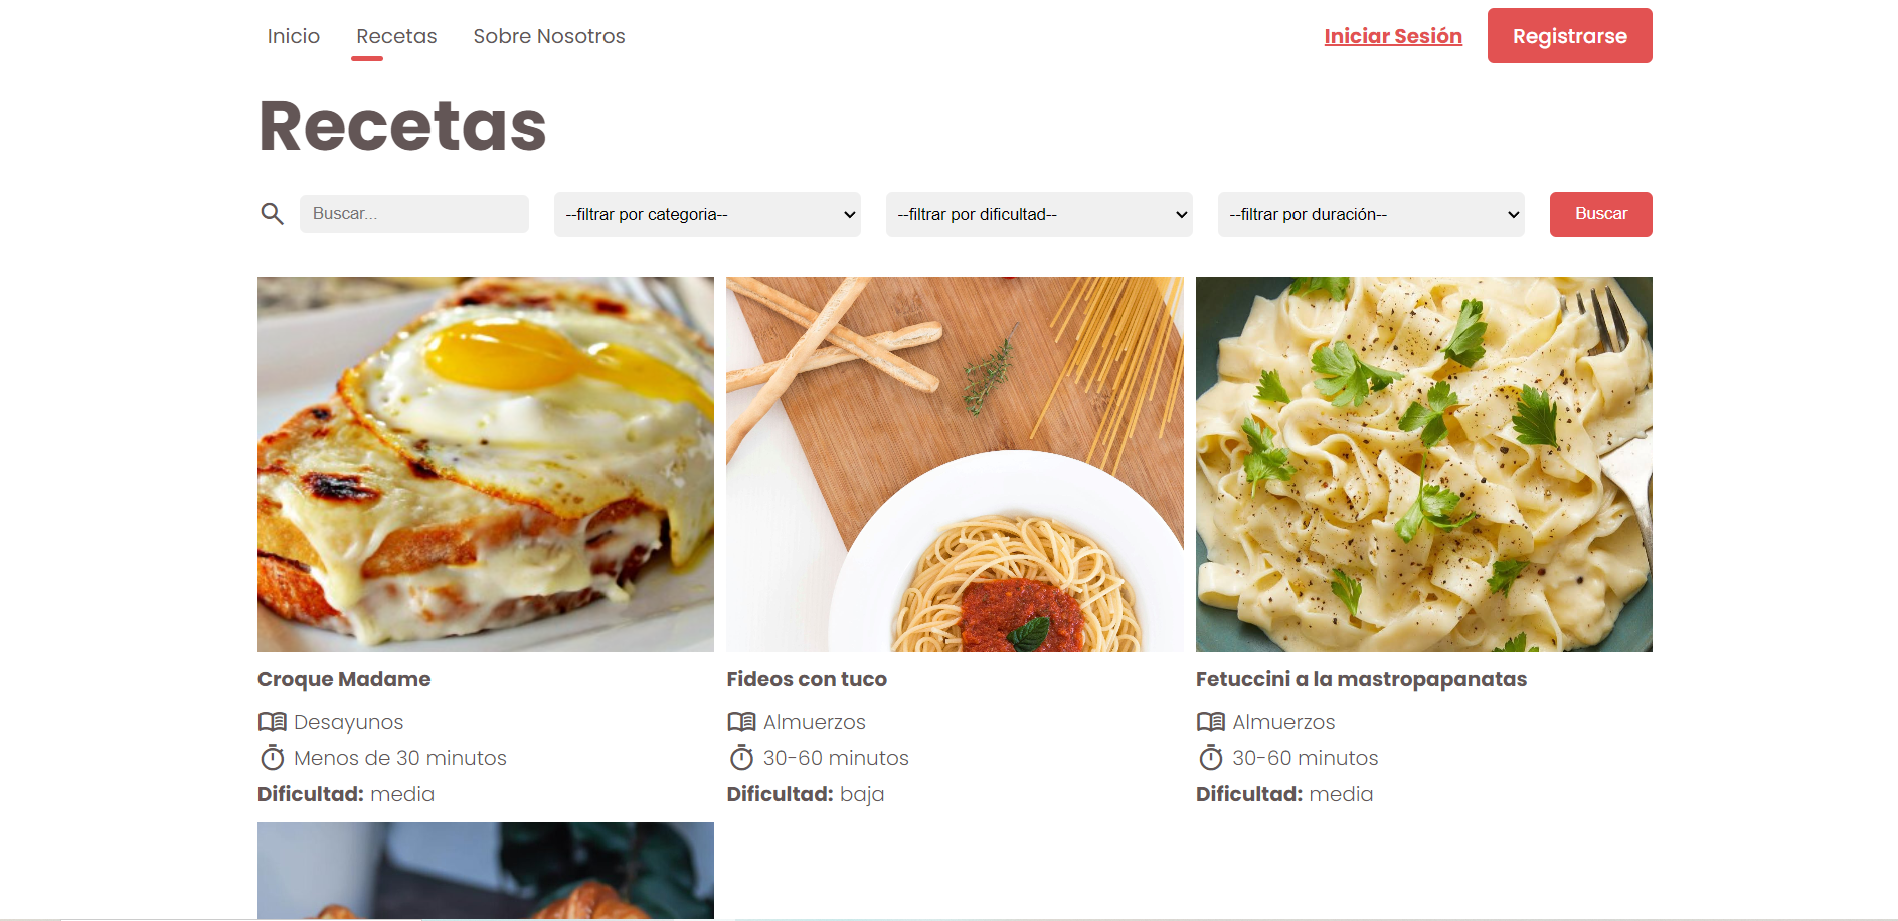 Inicio Recetas Sobre Nosotros Iniciar Sesión Registrarse
Recetas
Buscar... --filtrar por categoria-- --filtrar por dificultad-- --filtrar por duración-- Buscar
Croque Madame
Desayunos
Menos de 30 minutos
Dificultad: media
Fideos con tuco
Almuerzos
30-60 minutos
Dificultad: baja
Fetuccini a la mastropapanatas
Almuerzos
30-60 minutos
Dificultad: media